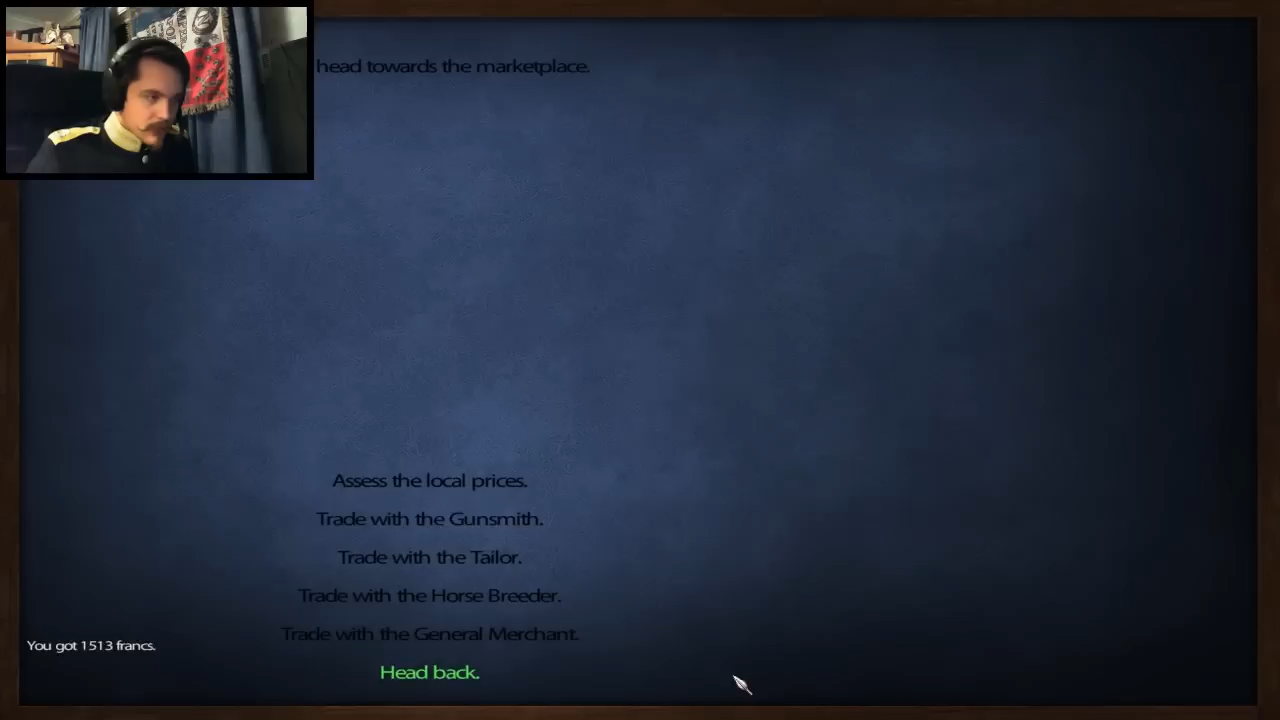 head towards the marketplace.
Assess the local prices.
Trade with the Gunsmith.
Trade with the Tailor.
Trade with the Horse Breeder.
Trade with the General Merchant.
You got 1513 francs.
Head back.